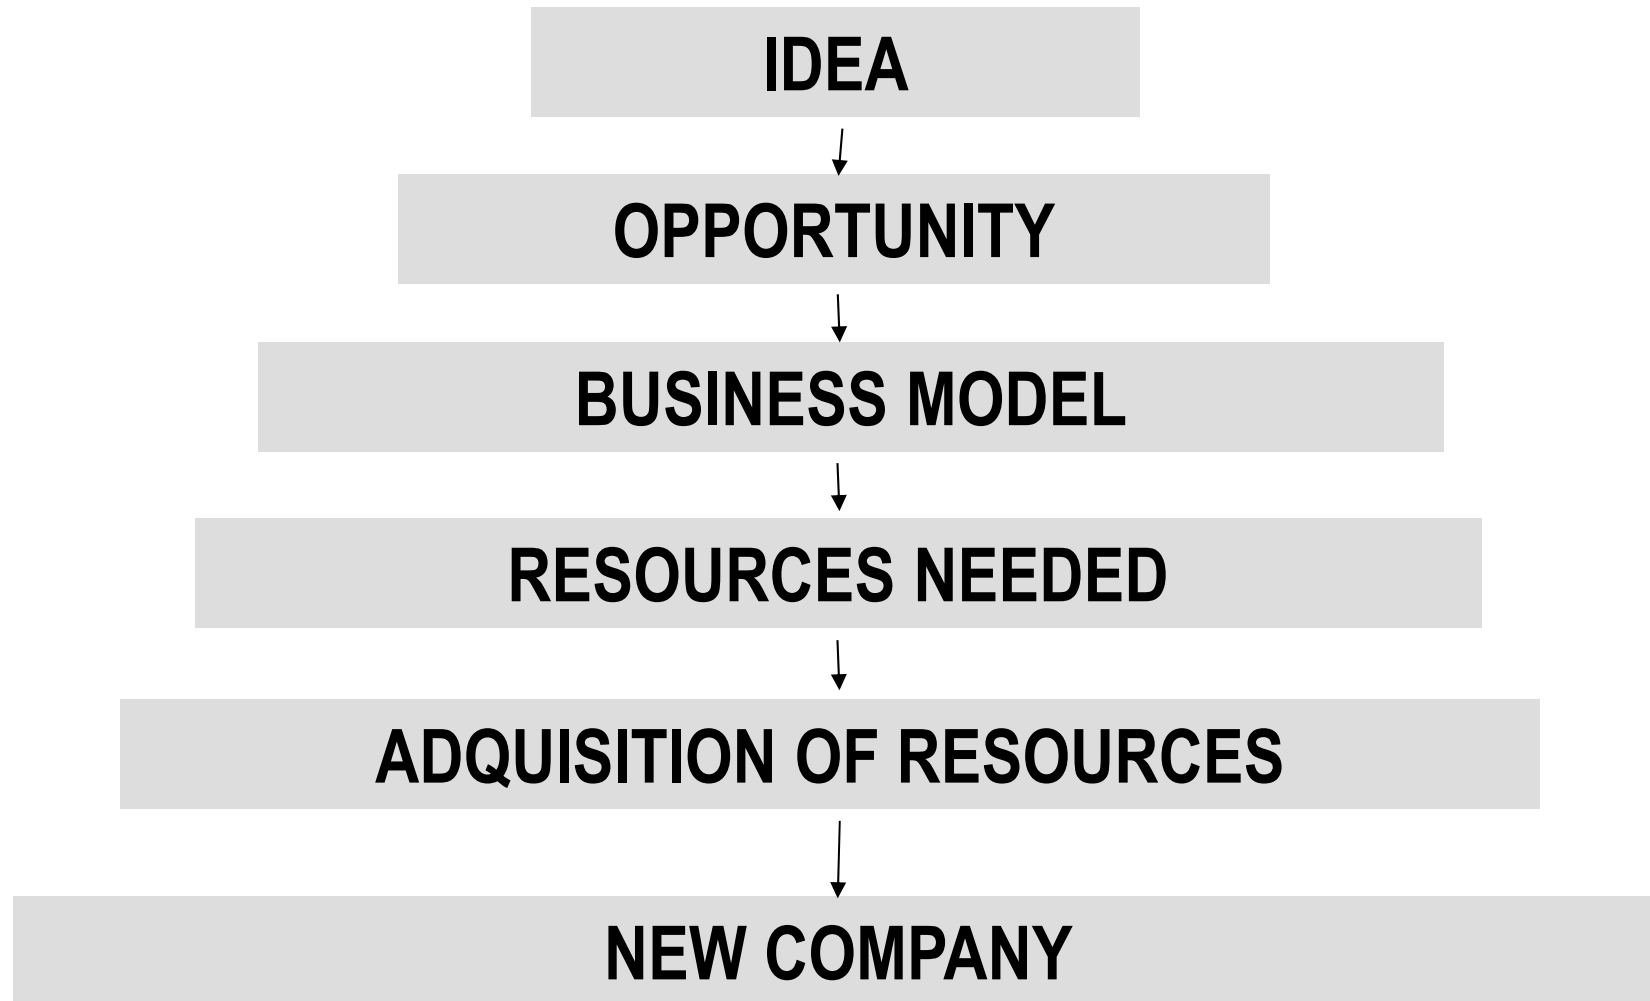 IDEA
OPPORTUNITY
BUSINESS MODEL
RESOURCES NEEDED
ADQUISITION OF RESOURCES
NEW COMPANY